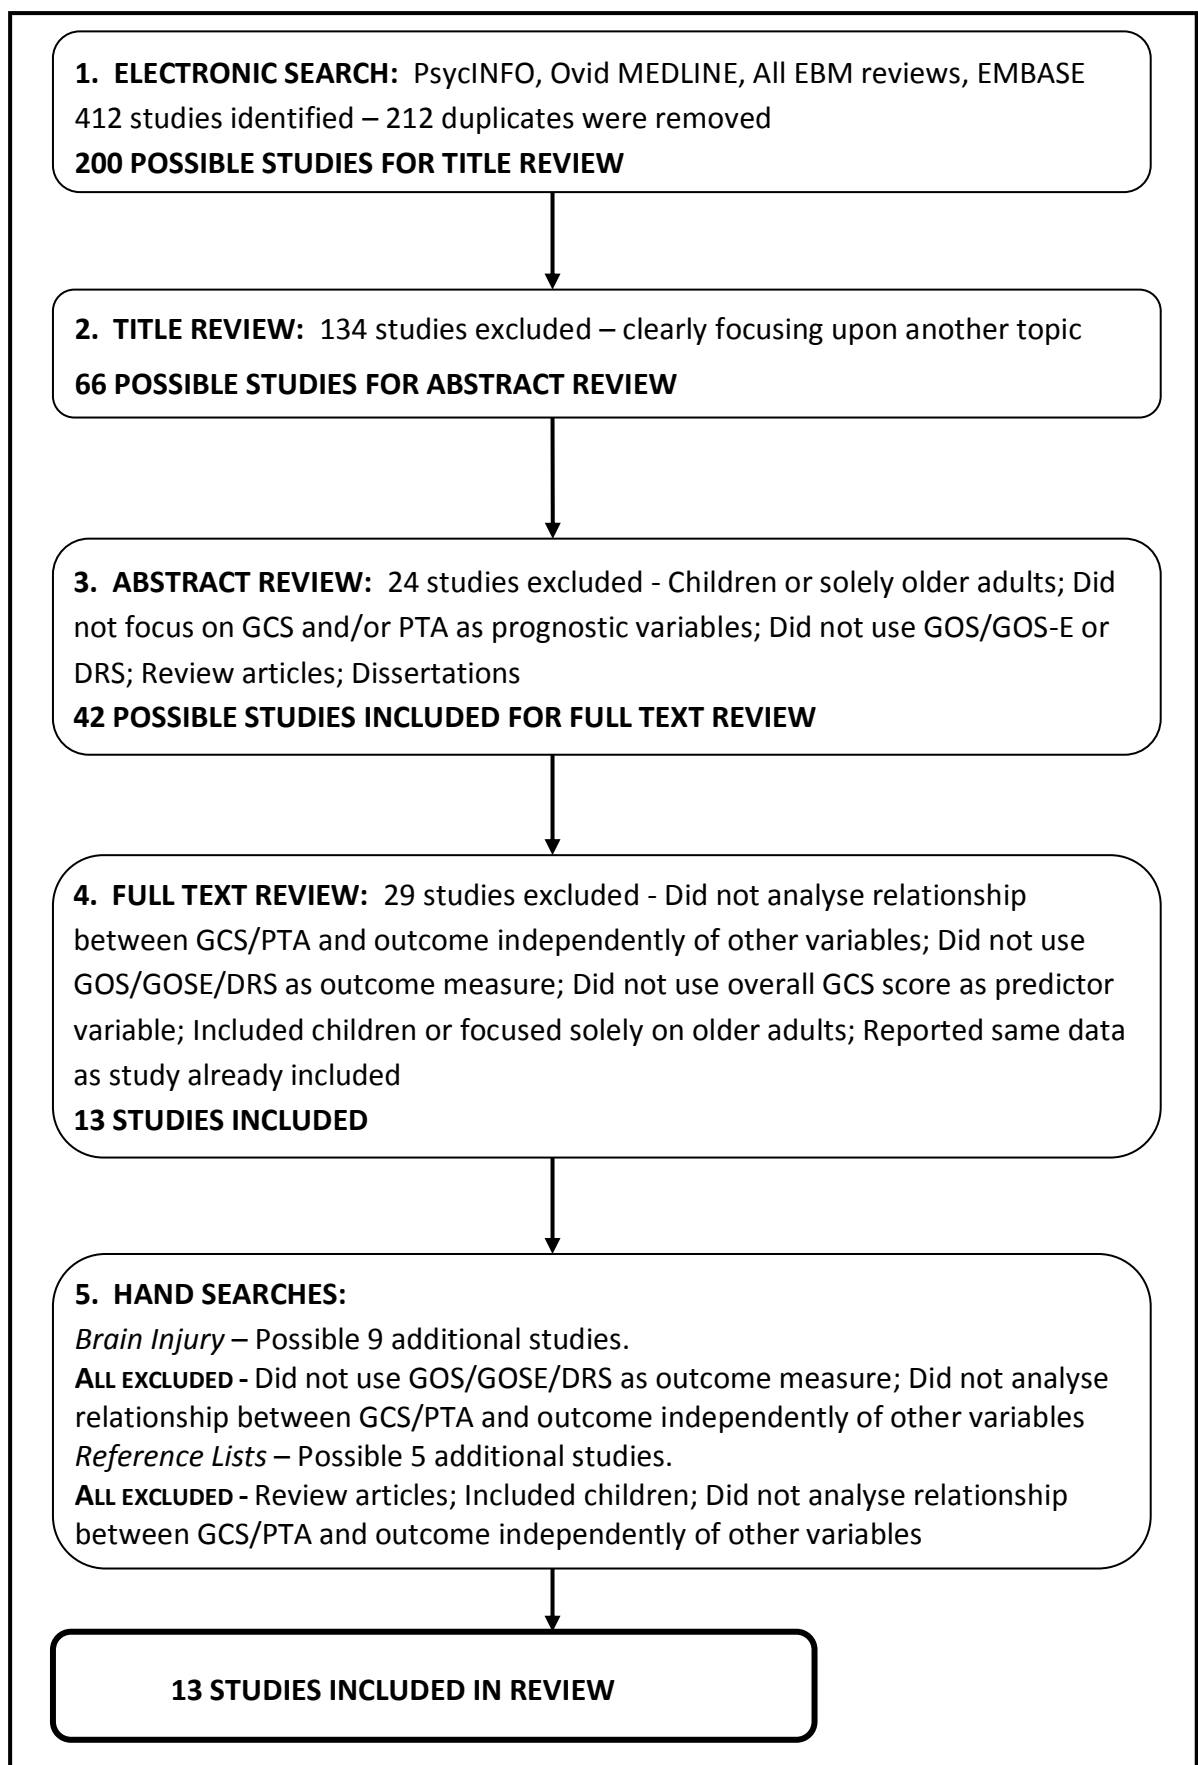 1. ELECTRONIC SEARCH: PsycINFO, Ovid MEDLINE, All EBM reviews, EMBASE
412 studies identified – 212 duplicates were removed
200 POSSIBLE STUDIES FOR TITLE REVIEW
2. TITLE REVIEW: 134 studies excluded – clearly focusing upon another topic
66 POSSIBLE STUDIES FOR ABSTRACT REVIEW
3. ABSTRACT REVIEW: 24 studies excluded - Children or solely older adults; Did
not focus on GCS and/or PTA as prognostic variables; Did not use GOS/GOS-E or
DRS; Review articles; Dissertations
42 POSSIBLE STUDIES INCLUDED FOR FULL TEXT REVIEW
4. FULL TEXT REVIEW: 29 studies excluded - Did not analyse relationship
between GCS/PTA and outcome independently of other variables; Did not use
GOS/GOSE/DRS as outcome measure; Did not use overall GCS score as predictor
variable; Included children or focused solely on older adults; Reported same data
as study already included
13 STUDIES INCLUDED
5. HAND SEARCHES:
Brain Injury – Possible 9 additional studies.
ALL EXCLUDED - Did not use GOS/GOSE/DRS as outcome measure; Did not analyse
relationship between GCS/PTA and outcome independently of other variables
Reference Lists – Possible 5 additional studies.
ALL EXCLUDED - Review articles; Included children; Did not analyse relationship
between GCS/PTA and outcome independently of other variables
13 STUDIES INCLUDED IN REVIEW